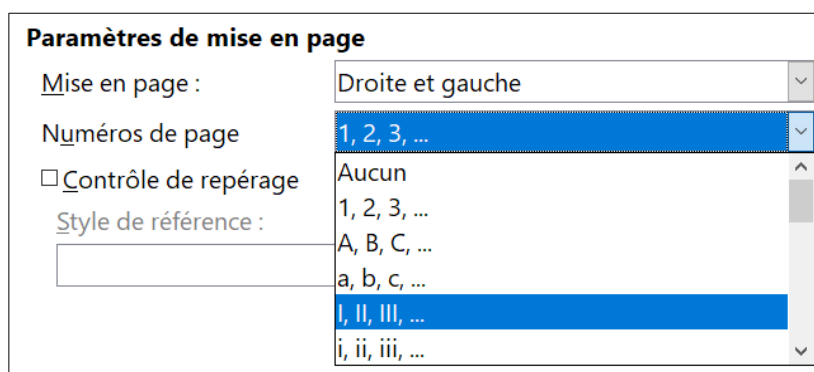 Paramètres de mise en page
Mise en page : Droite et gauche
Numéros de page 1, 2, 3, ...
Contrôle de repérage
Style de référence :
Aucun
1, 2, 3, ...
A, B, C, ...
a, b, c, ...
I, II, III, ...
i, ii, iii, ...